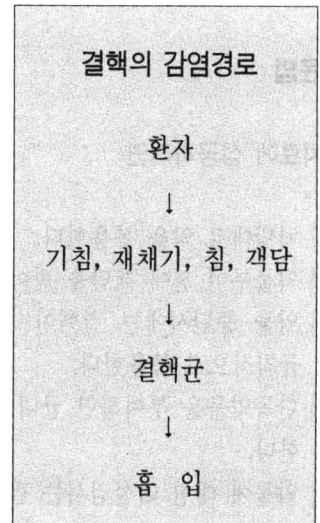 결핵의 감염경로
환자
↓
기침, 재채기, 침, 객담
↓
결핵균
↓
흡 입